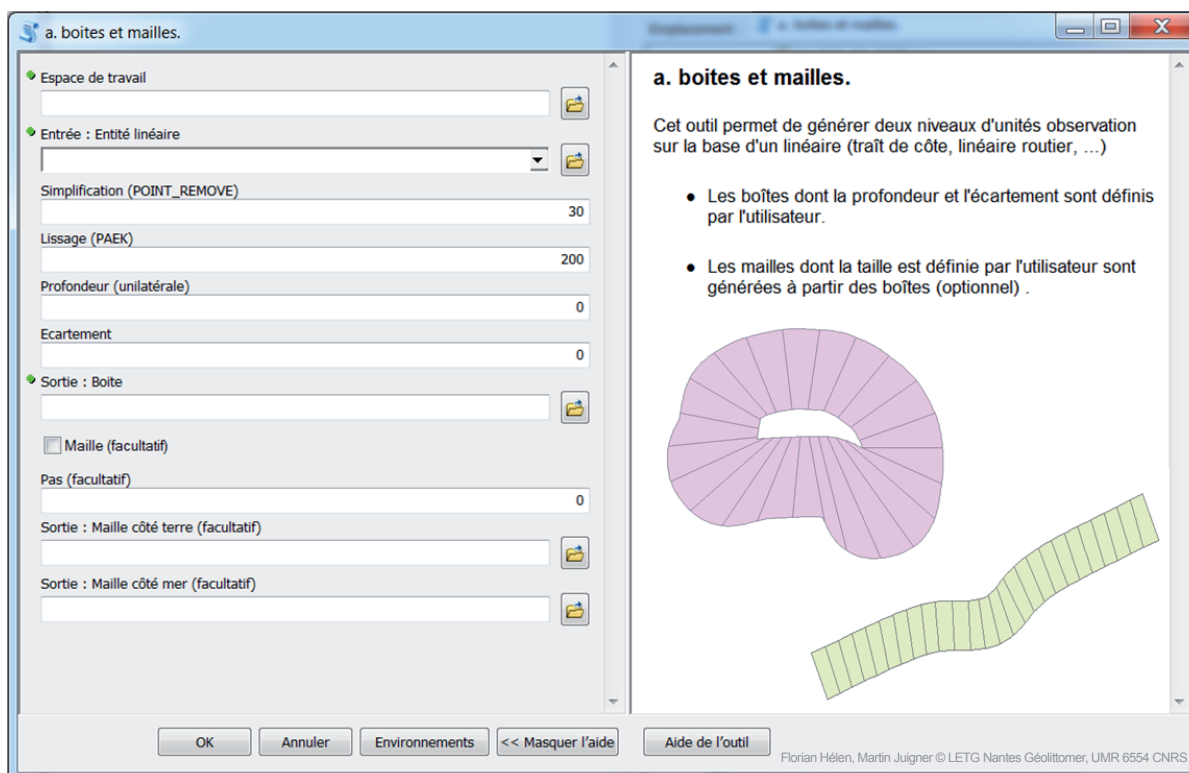 a. boites et mailles.
Emplacement : a. boites et mailles.
Espace de travail
Entrée : Entité linéaire
Simplification (POINT_REMOVE)
30
Lissage (PAEK)
200
Profondeur (unilatérale)
0
Ecartement
0
Sortie : Boite
Maille (facultatif)
Pas (facultatif)
0
Sortie : Maille côté terre (facultatif)
Sortie : Maille côté mer (facultatif)
OK
Annuler
Environnements
<< Masquer l'aide
Aide de l'outil
a. boites et mailles.
Cet outil permet de générer deux niveaux d'unités observation
sur la base d'un linéaire (traît de côte, linéaire routier, ...)
● Les boîtes dont la profondeur et l'écartement sont définis
par l'utilisateur.
● Les mailles dont la taille est définie par l'utilisateur sont
générées à partir des boîtes (optionnel) .
Florian Hélen, Martin Juigner © LETG Nantes Géolittomer, UMR 6554 CNRS